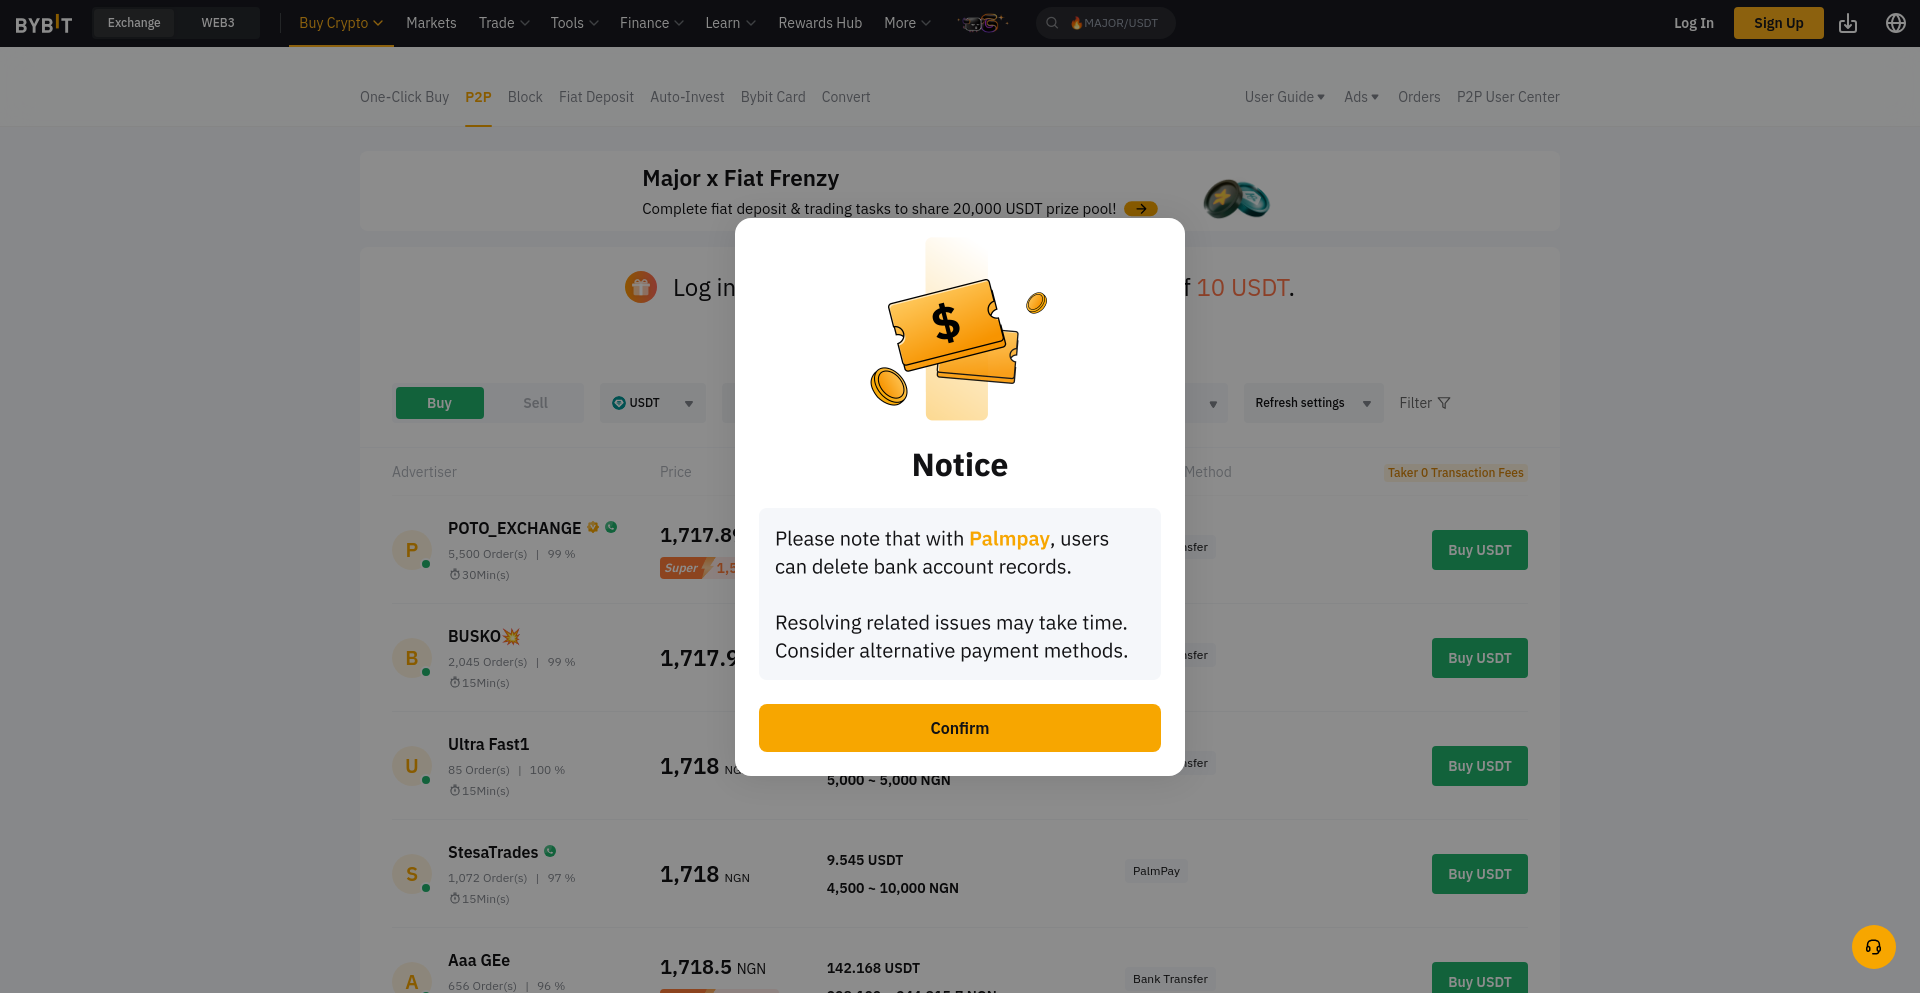 BYBIT Exchange WEB3 Buy Crypto Markets Trade Tools Finance Learn Rewards Hub More MAJOR/USDT Log In Sign Up
One-Click Buy P2P Block Fiat Deposit Auto-Invest Bybit Card Convert User Guide Ads Orders P2P User Center
Major x Fiat Frenzy
Complete fiat deposit & trading tasks to share 20,000 USDT prize pool!
Log in 10 USDT.
Buy Sell USDT Refresh settings Filter
Advertiser Price Method Taker 0 Transaction Fees
$
Notice
Please note that with Palmpay, users
can delete bank account records.
Resolving related issues may take time.
Consider alternative payment methods.
Confirm
P POTO_EXCHANGE
5,500 Order(s) | 99 %
30Min(s)
1,717.89
Super
Buy USDT
B BUSKO
2,045 Order(s) | 99 %
15Min(s)
1,717.9
Buy USDT
U Ultra Fast1
85 Order(s) | 100 %
15Min(s)
1,718
5,000 ~ 5,000 NGN
Buy USDT
S StesaTrades
1,072 Order(s) | 97 %
15Min(s)
1,718 NGN
9.545 USDT
4,500 ~ 10,000 NGN
PalmPay
Buy USDT
A Aaa GEe
656 Order(s) | 96 %
1,718.5 NGN
142.168 USDT
Bank Transfer
Buy USDT